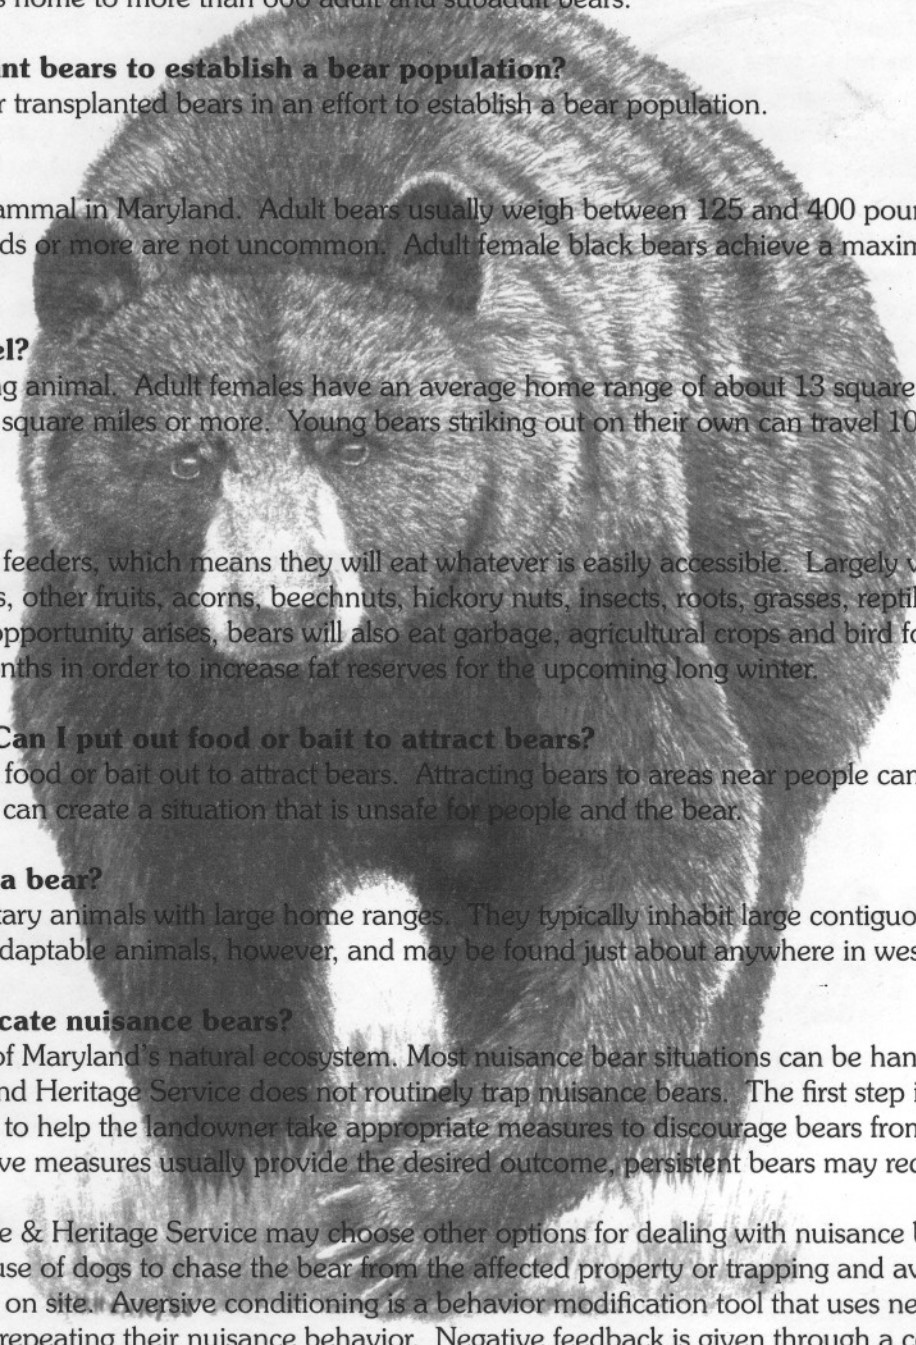 home to more than 600 adult and subadult bears.
nt bears to establish a bear population?
r transplanted bears in an effort to establish a bear population.
ammal in Maryland. Adult bears usually weigh between 125 and 400 pour
ds or more are not uncommon. Adult female black bears achieve a maxin
el?
ng animal. Adult females have an average home range of about 13 square
square miles or more. Young bears striking out on their own can travel 10
feeders, which means they will eat whatever is easily accessible. Largely v
s, other fruits, acorns, beechnuts, hickory nuts, insects, roots, grasses, reptil
opportunity arises, bears will also eat garbage, agricultural crops and bird fo
nths in order to increase fat reserves for the upcoming long winter.
Can I put out food or bait to attract bears?
food or bait out to attract bears. Attracting bears to areas near people can
can create a situation that is unsafe for people and the bear.
a bear?
tary animals with large home ranges. They typically inhabit large contiguo
daptable animals, however, and may be found just about anywhere in wes
cate nuisance bears?
of Maryland's natural ecosystem. Most nuisance bear situations can be han
nd Heritage Service does not routinely trap nuisance bears. The first step i
to help the landowner take appropriate measures to discourage bears from
ve measures usually provide the desired outcome, persistent bears may rec
e & Heritage Service may choose other options for dealing with nuisance b
use of dogs to chase the bear from the affected property or trapping and av
on site. Aversive conditioning is a behavior modification tool that uses ne
repeating their nuisance behavior. Negative feedback is given through a c